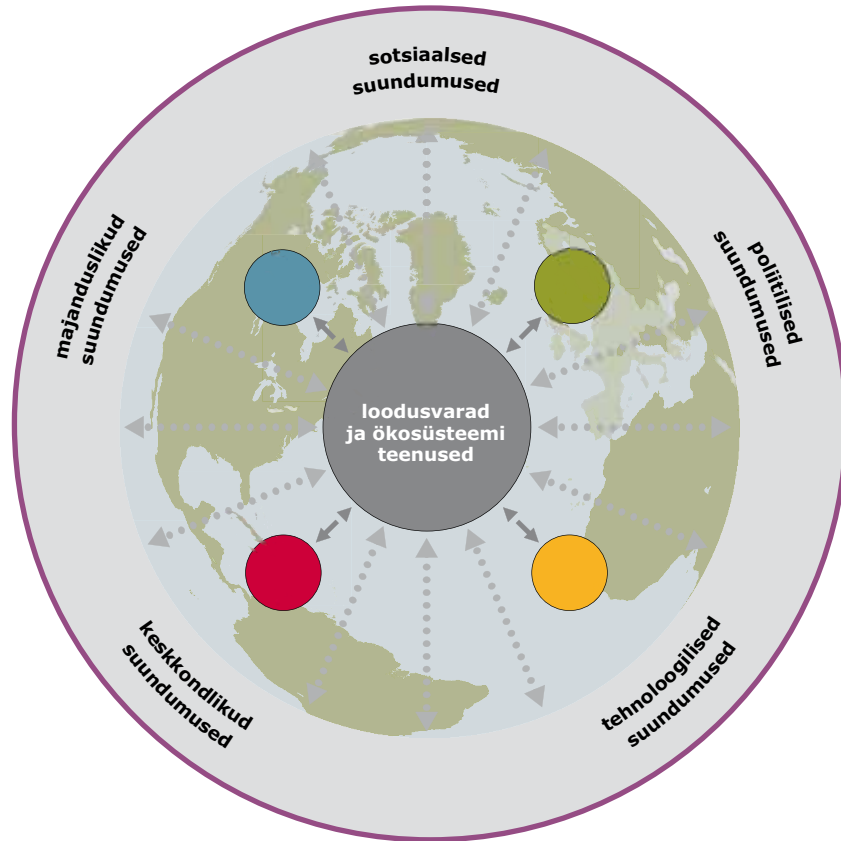 sotsiaalsed
suundumused
majanduslikud
suundumused
poliitilised
suundumused
loodusvarad
ja ökosüsteemi
teenused
keskkondlikud
suundumused
tehnoloogilised
suundumused